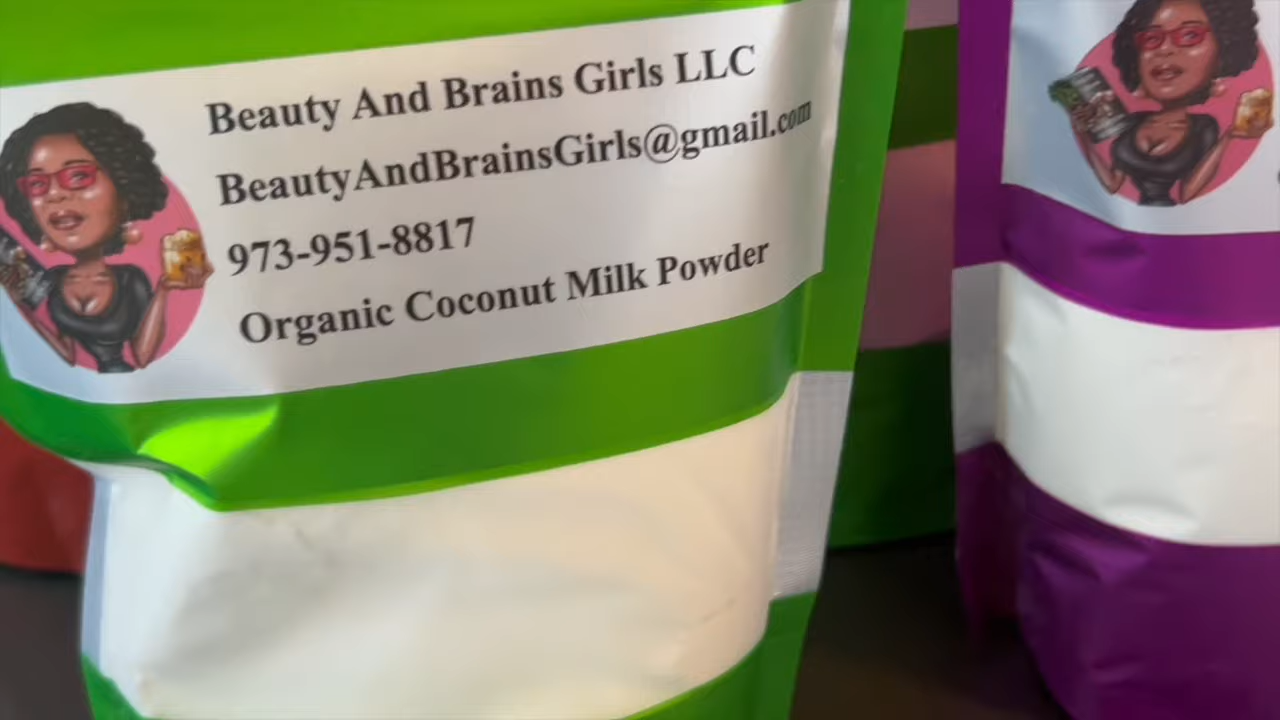 Beauty And Brains Girls LLC
BeautyAndBrainsGirls@gmail.com
973-951-8817
Organic Coconut Milk Powder